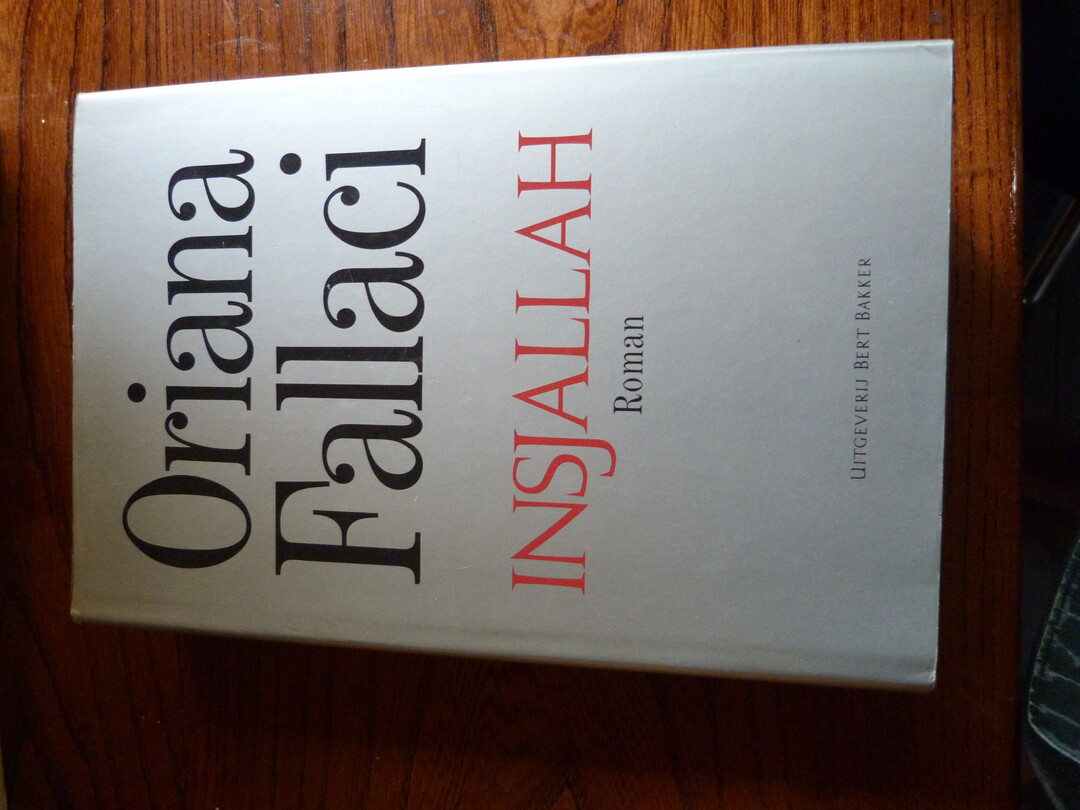 Oriana
Fallaci
INSJALLAH
Roman
UITGEVERIJ BERT BAKKER